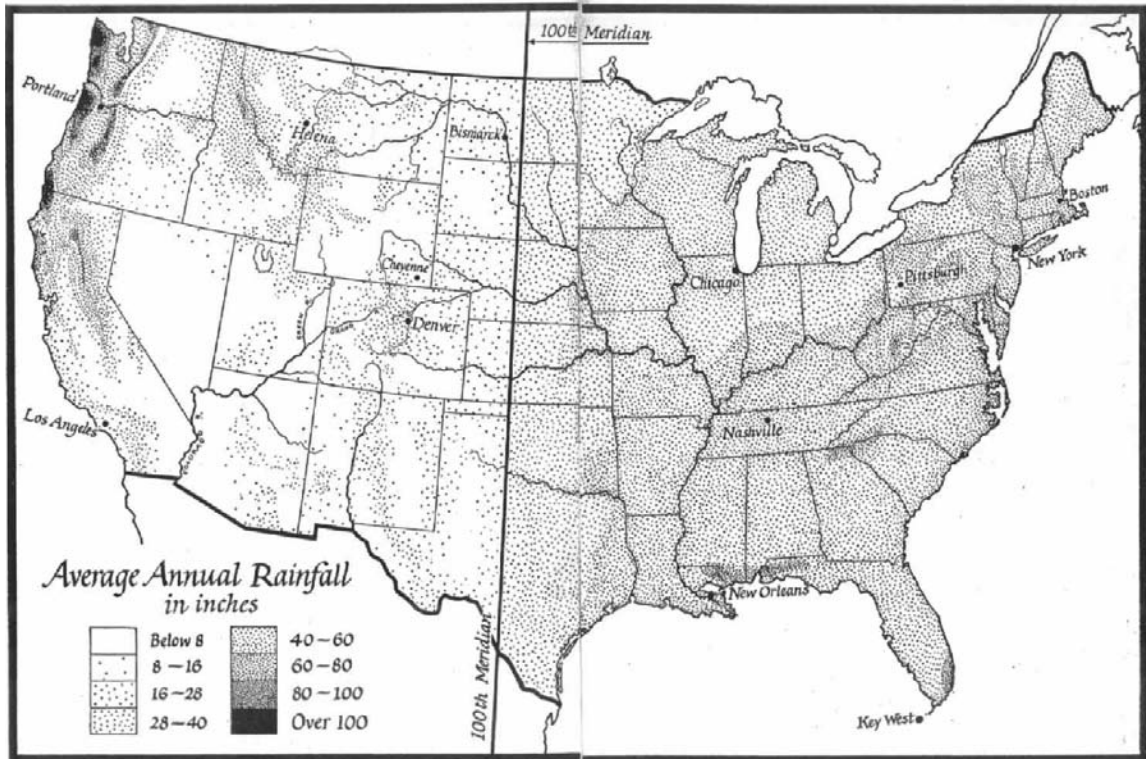 100th Meridian
Portland
Helena
Bismarck
Boston
New York
Cheyenne
Chicago
Pittsburgh
Denver
Los Angeles
Nashville
Average Annual Rainfall
in inches
Below 8
8 – 16
16 – 28
28 – 40
40 – 60
60 – 80
80 – 100
Over 100
100th Meridian
New Orleans
Key West